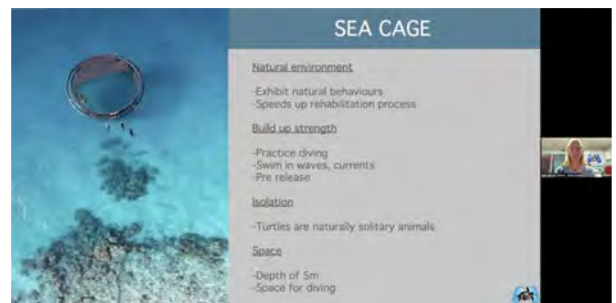 SEA CAGE
Natural environment
-Exhibit natural behaviours
-Speeds up rehabilitation process
Build up strength
-Practice diving
-Swim in waves, currents
-Pre release
Isolation
-Turtles are naturally solitary animals
Space
-Depth of 5m
-Space for diving